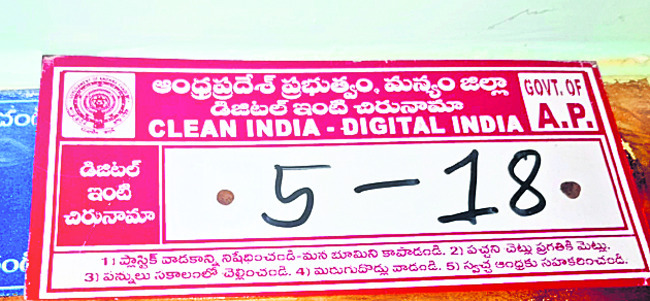 ఆంధ్రప్రదేశ్ ప్రభుత్వం, మన్యం జిల్లా
డిజిటల్ ఇంటి చిరునామా
CLEAN INDIA - DIGITAL INDIA
GOVT. OF
A.P.
డిజిటల్
ఇంటి
చిరునామా
5 - 18
1) ప్లాస్టిక్ వాడకాన్ని నిషేధించండి-మన భూమిని కాపాడండి. 2) పచ్చని చెట్లు ప్రగతికి మెట్లు.
3) పన్నులు సకాలంలో చెల్లించండి. 4) మరుగుదొడ్లు వాడండి. 5) స్వచ్ఛ ఆంధ్రకు సహకరించండి.